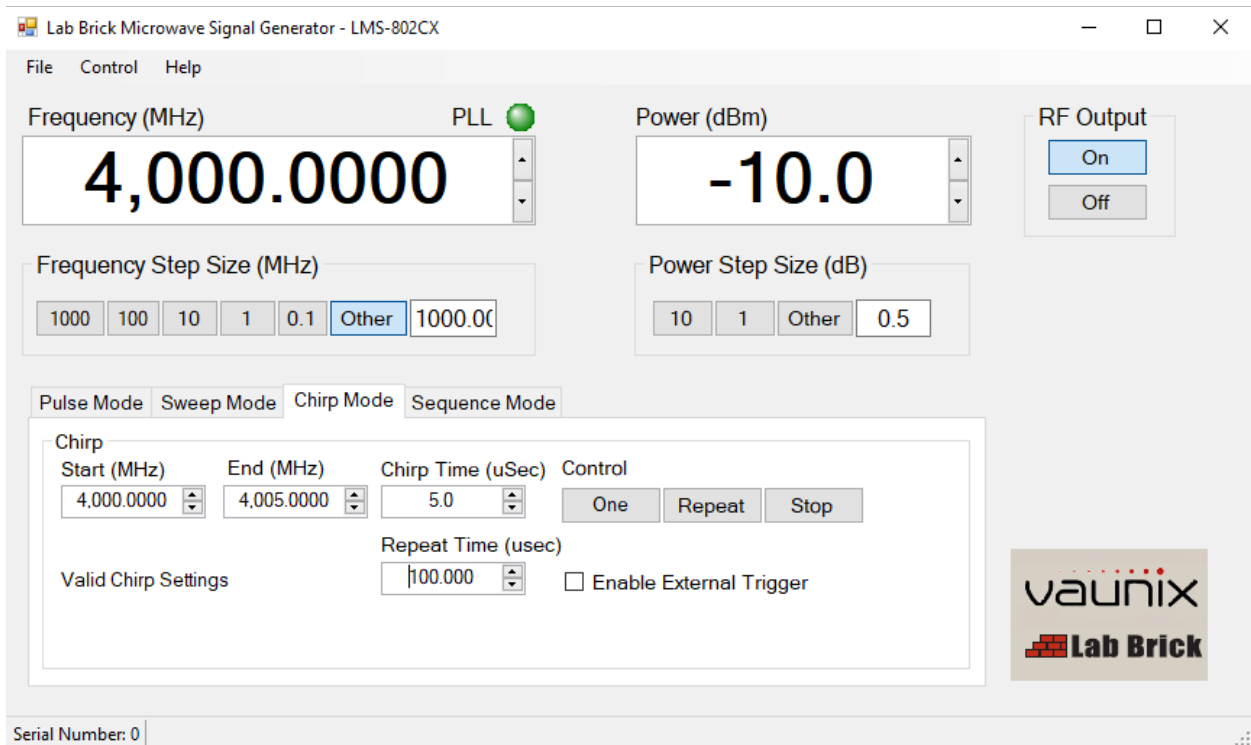 Lab Brick Microwave Signal Generator - LMS-802CX
File Control Help
Frequency (MHz) PLL Power (dBm) RF Output
4,000.0000 -10.0 On
Off
Frequency Step Size (MHz) Power Step Size (dB)
1000 100 10 1 0.1 Other 1000.00 10 1 Other 0.5
Pulse Mode Sweep Mode Chirp Mode Sequence Mode
Chirp
Start (MHz) End (MHz) Chirp Time (uSec) Control
4,000.0000 4,005.0000 5.0 One Repeat Stop
Repeat Time (usec)
Valid Chirp Settings 100.000 Enable External Trigger
vaunix
Lab Brick
Serial Number: 0